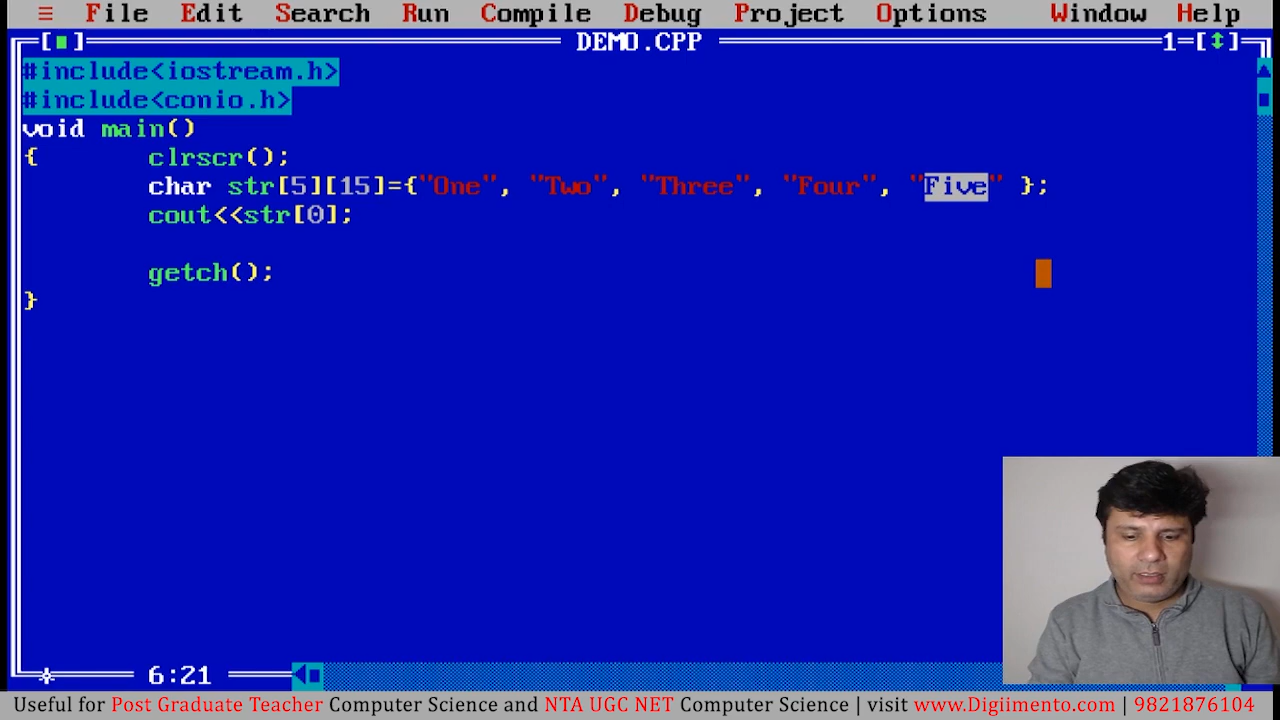 ≡ File Edit Search Run Compile Debug Project Options Window Help
[■] DEMO.CPP 1=[↕]
#include<iostream.h>
#include<conio.h>
void main()
{ clrscr();
char str[5][15]={"One", "Two", "Three", "Four", "Five" };
cout<<str[0];
getch();
}
6:21
Useful for Post Graduate Teacher Computer Science and NTA UGC NET Computer Science | visit www.Digiimento.com | 9821876104